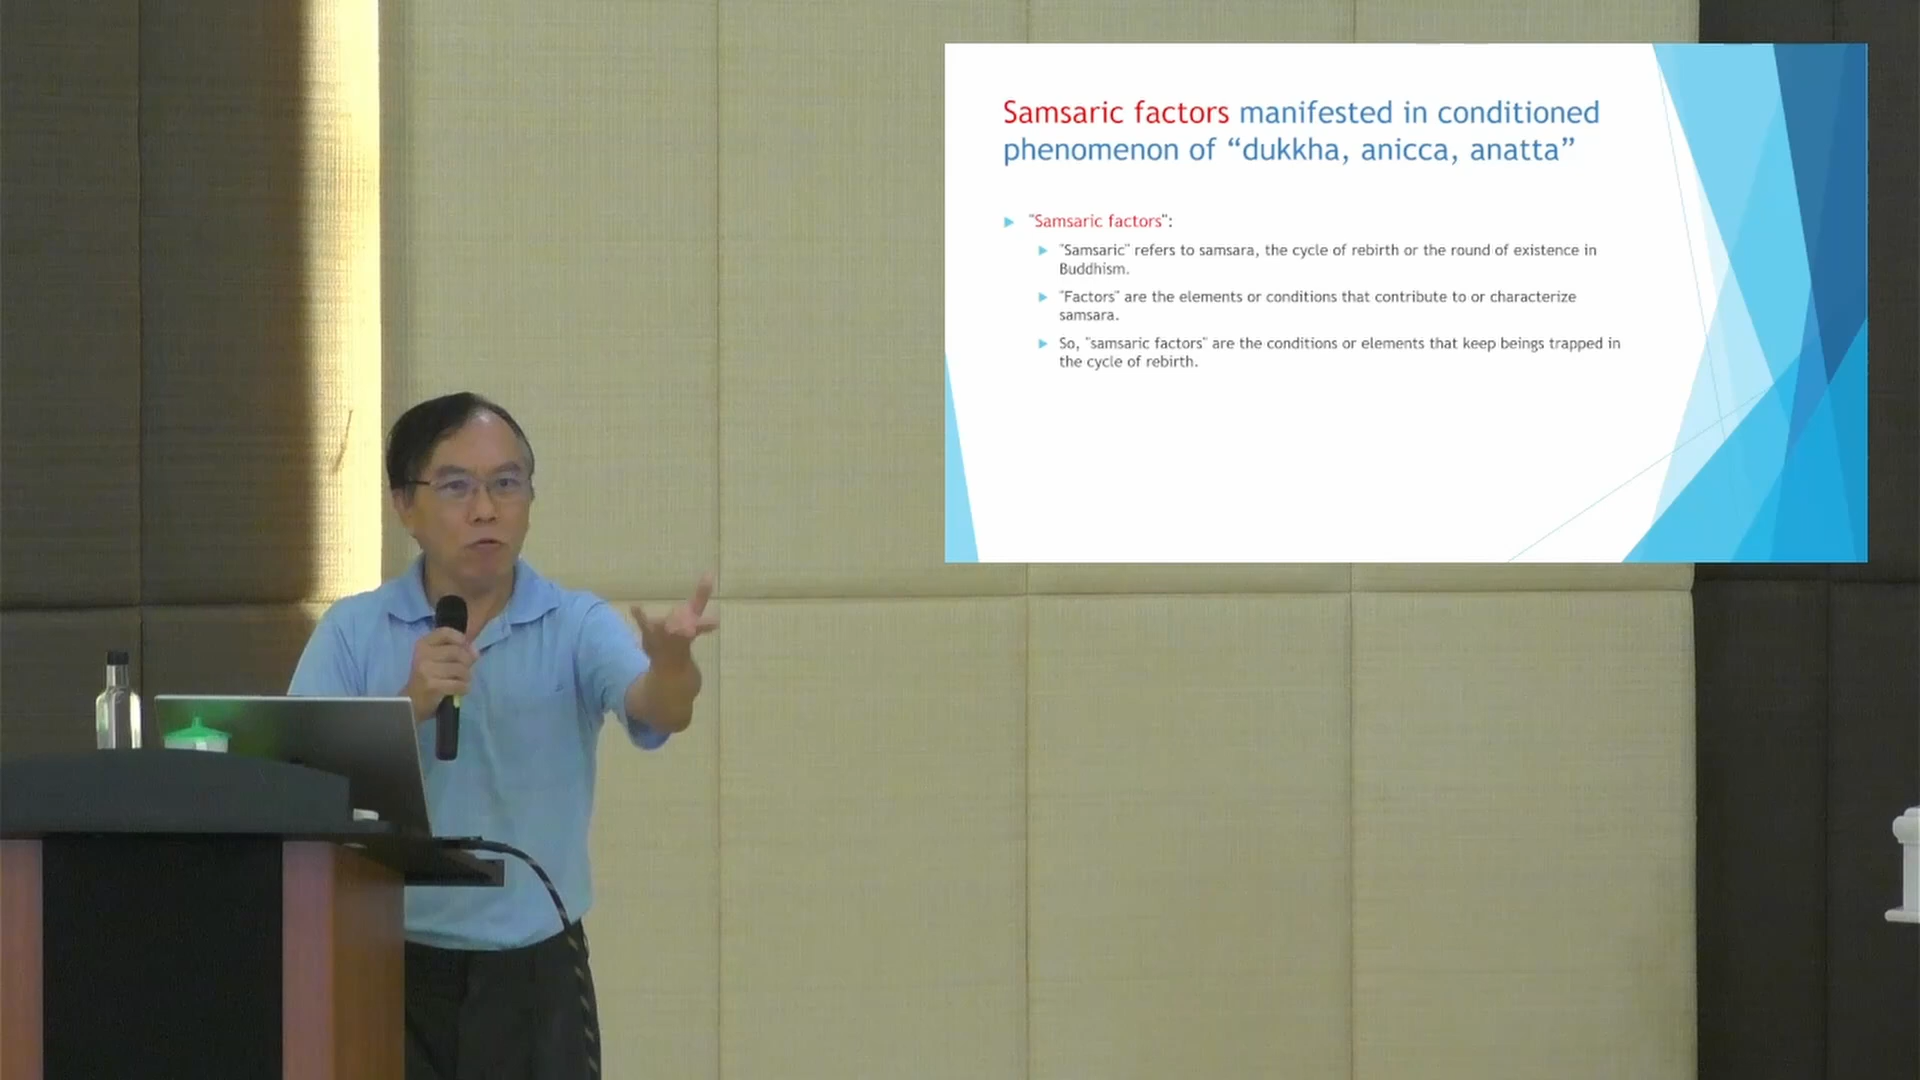 Samsaric factors manifested in conditioned
phenomenon of “dukkha, anicca, anatta”
"Samsaric factors":
"Samsaric" refers to samsara, the cycle of rebirth or the round of existence in
Buddhism.
"Factors" are the elements or conditions that contribute to or characterize
samsara.
So, "samsaric factors" are the conditions or elements that keep beings trapped in
the cycle of rebirth.